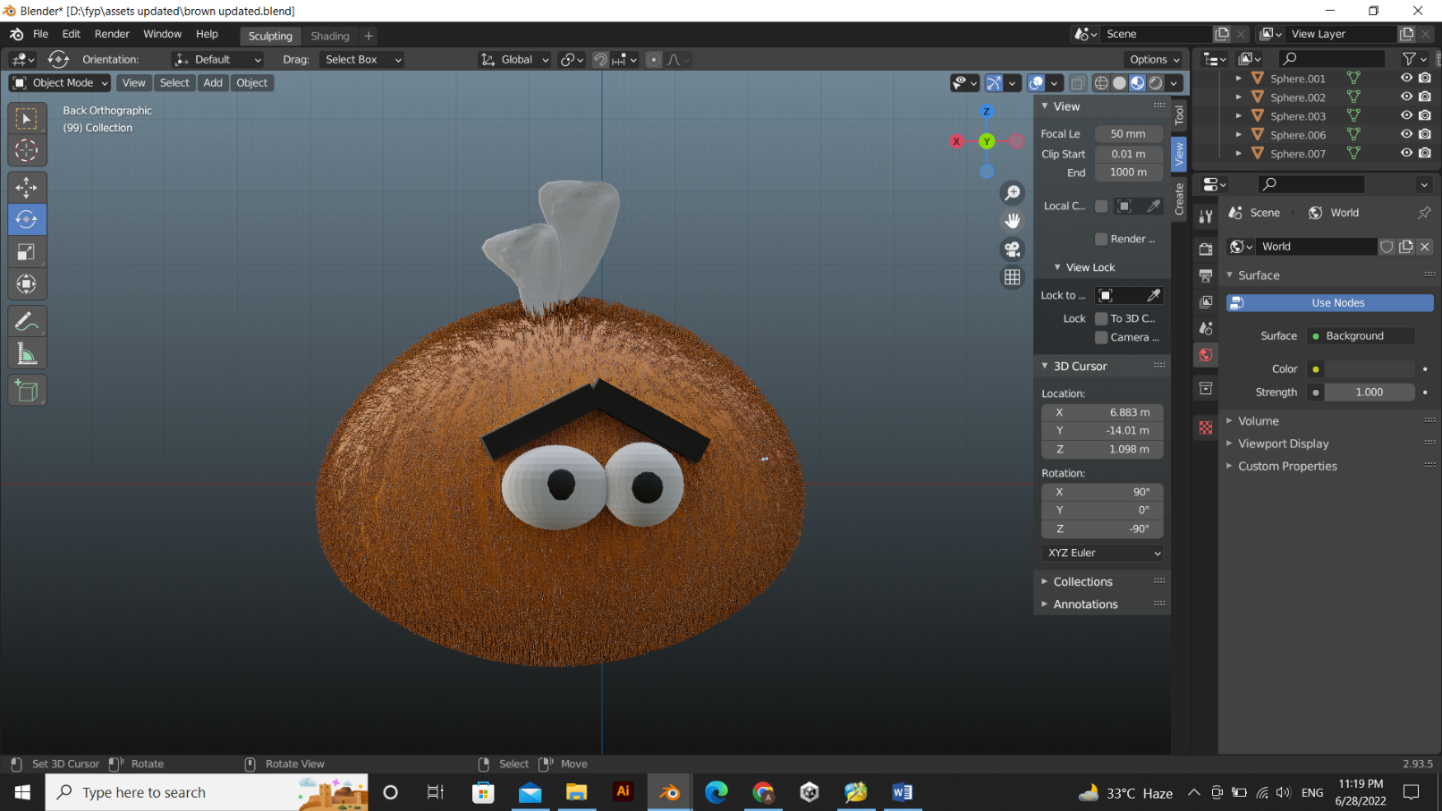 Blender* [D:\fyp\assets updated\brown updated.blend]
File Edit Render Window Help Sculpting Shading + Scene View Layer
Orientation: Default Drag: Select Box Global Options
Object Mode View Select Add Object
Back Orthographic
(99) Collection
Z
X
Y
View
Focal Le 50 mm
Clip Start 0.01 m
End 1000 m
Local C...
Render ...
View Lock
Lock to ...
Lock To 3D C...
Camera ...
3D Cursor
Location:
X 6.883 m
Y -14.01 m
Z 1.098 m
Rotation:
X 90°
Y 0°
Z -90°
XYZ Euler
Collections
Annotations
Tool
View
Create
Sphere.001
Sphere.002
Sphere.003
Sphere.006
Sphere.007
Scene World
World
Surface
Use Nodes
Surface Background
Color
Strength 1.000
Volume
Viewport Display
Custom Properties
Set 3D Cursor Rotate Rotate View Select Move 2.93.5
Type here to search
Ai
33°C Haze
ENG
11:19 PM
6/28/2022